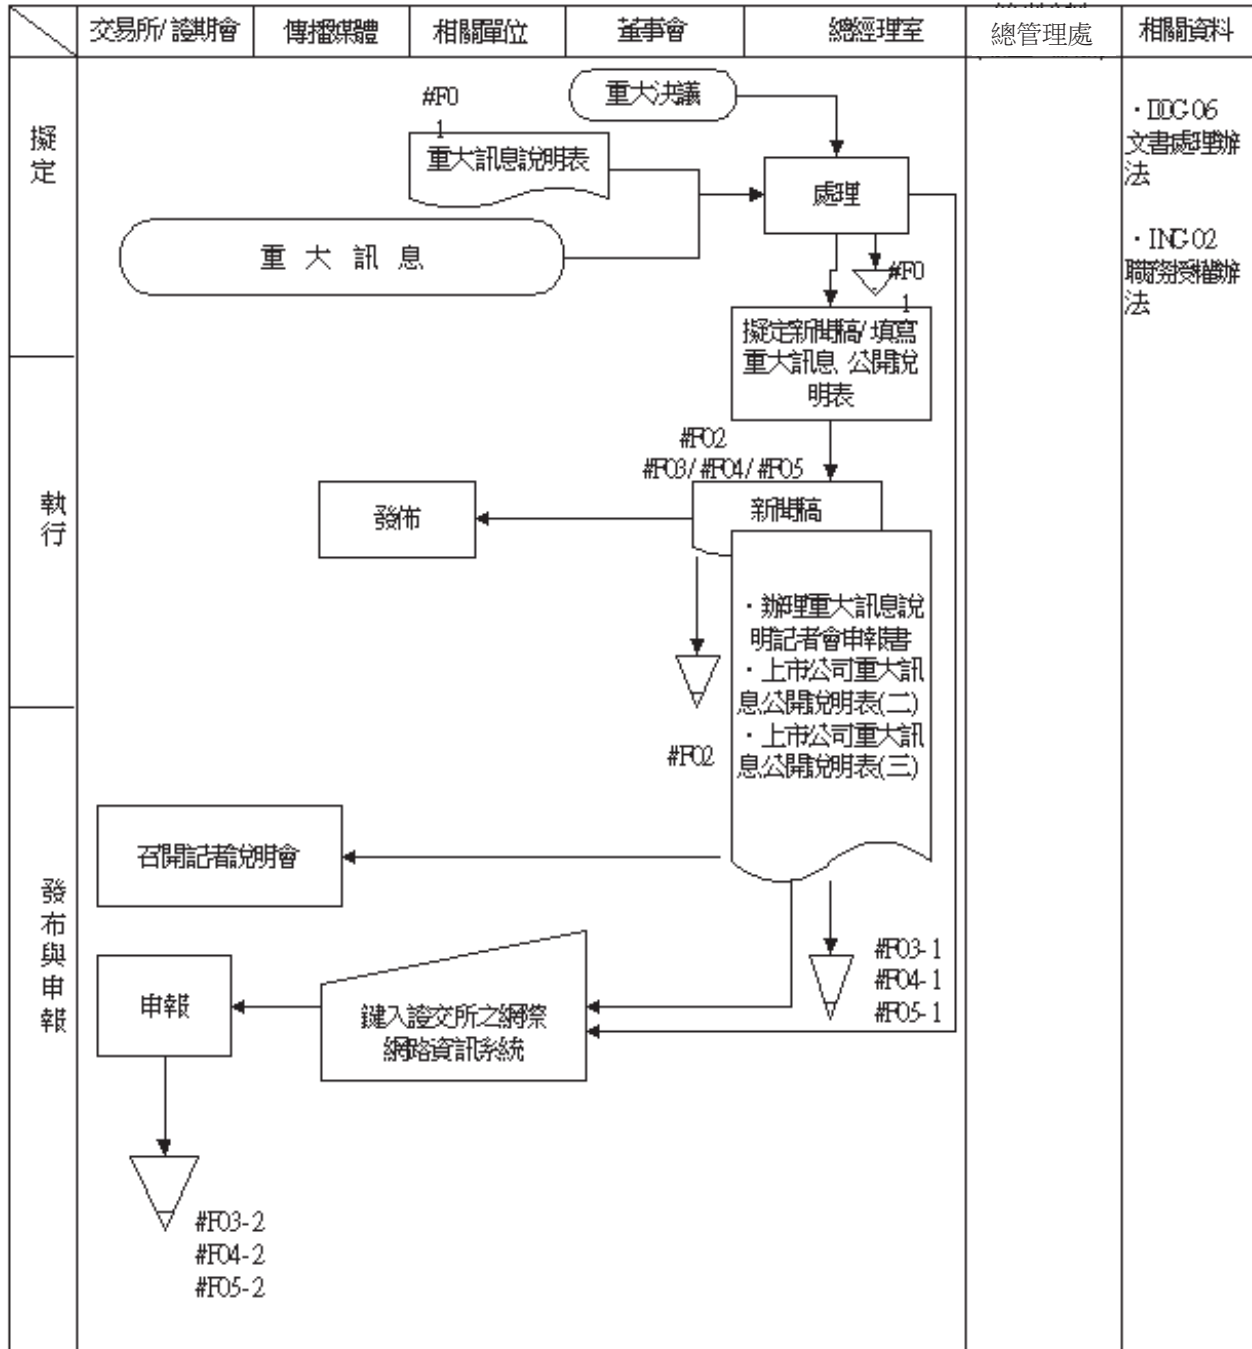 交易所/證期會
傳播媒體
相關單位
董事會
總經理室
總管理處
相關資料
擬定
#F0
1
重大訊息說明表
重大決議
處理
重大訊息
#F0
1
・DOG06
文書處理辦
法
・ING02
職務授權辦
法
擬定新聞稿/填寫
重大訊息 公開說
明表
執行
#F02
#F03/#F04/#F05
發佈
新聞稿
・辦理重大訊息說
明記者會申報書
・上市公司重大訊
息公開說明表(二)
・上市公司重大訊
息公開說明表(三)
#F02
發布與申報
召開記者說明會
申報
鍵入證交所之網際
網路資訊系統
#F03-1
#F04-1
#F05-1
#F03-2
#F04-2
#F05-2